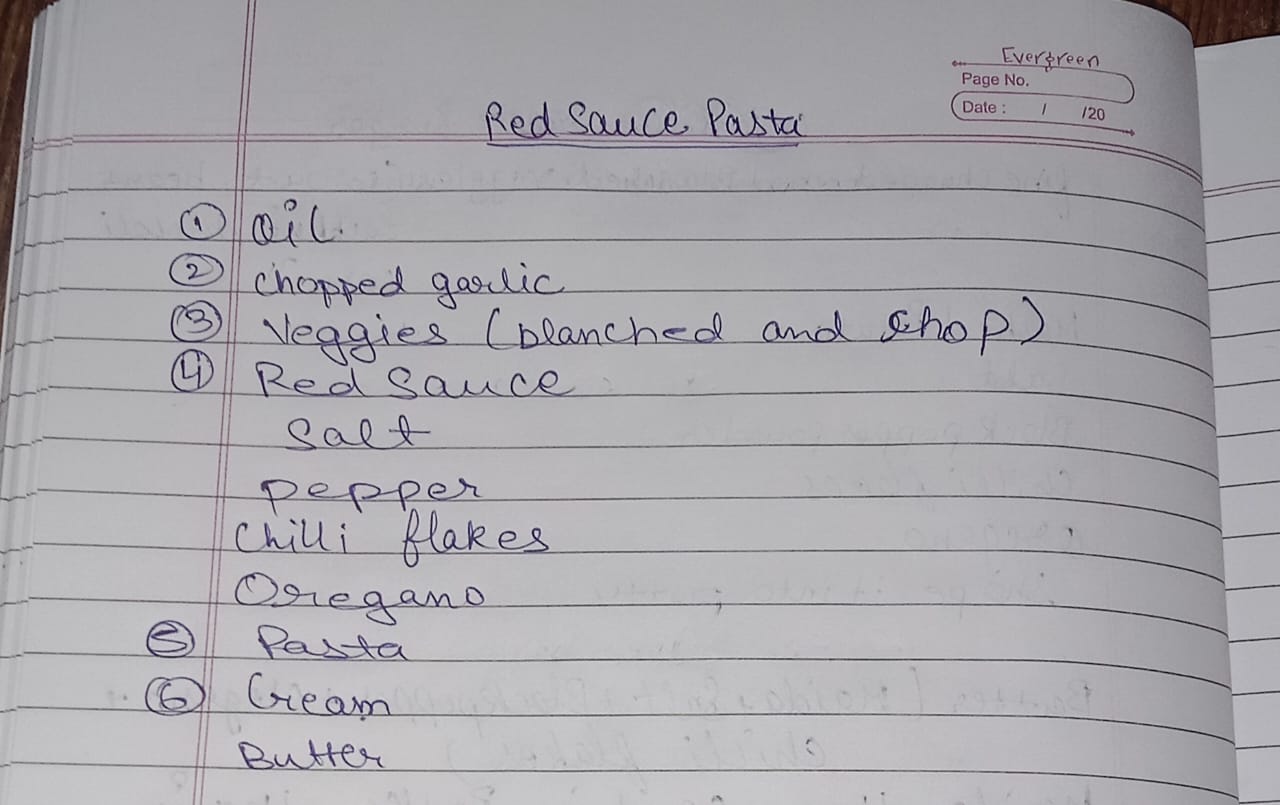 Evergreen
Page No.
Date : / /20
Red Sauce Pasta
① Oil
② Chopped garlic
③ Veggies (blanched and chop)
④ Red Sauce
Salt
Pepper
Chilli flakes
Oregano
⑤ Pasta
⑥ Cream
Butter